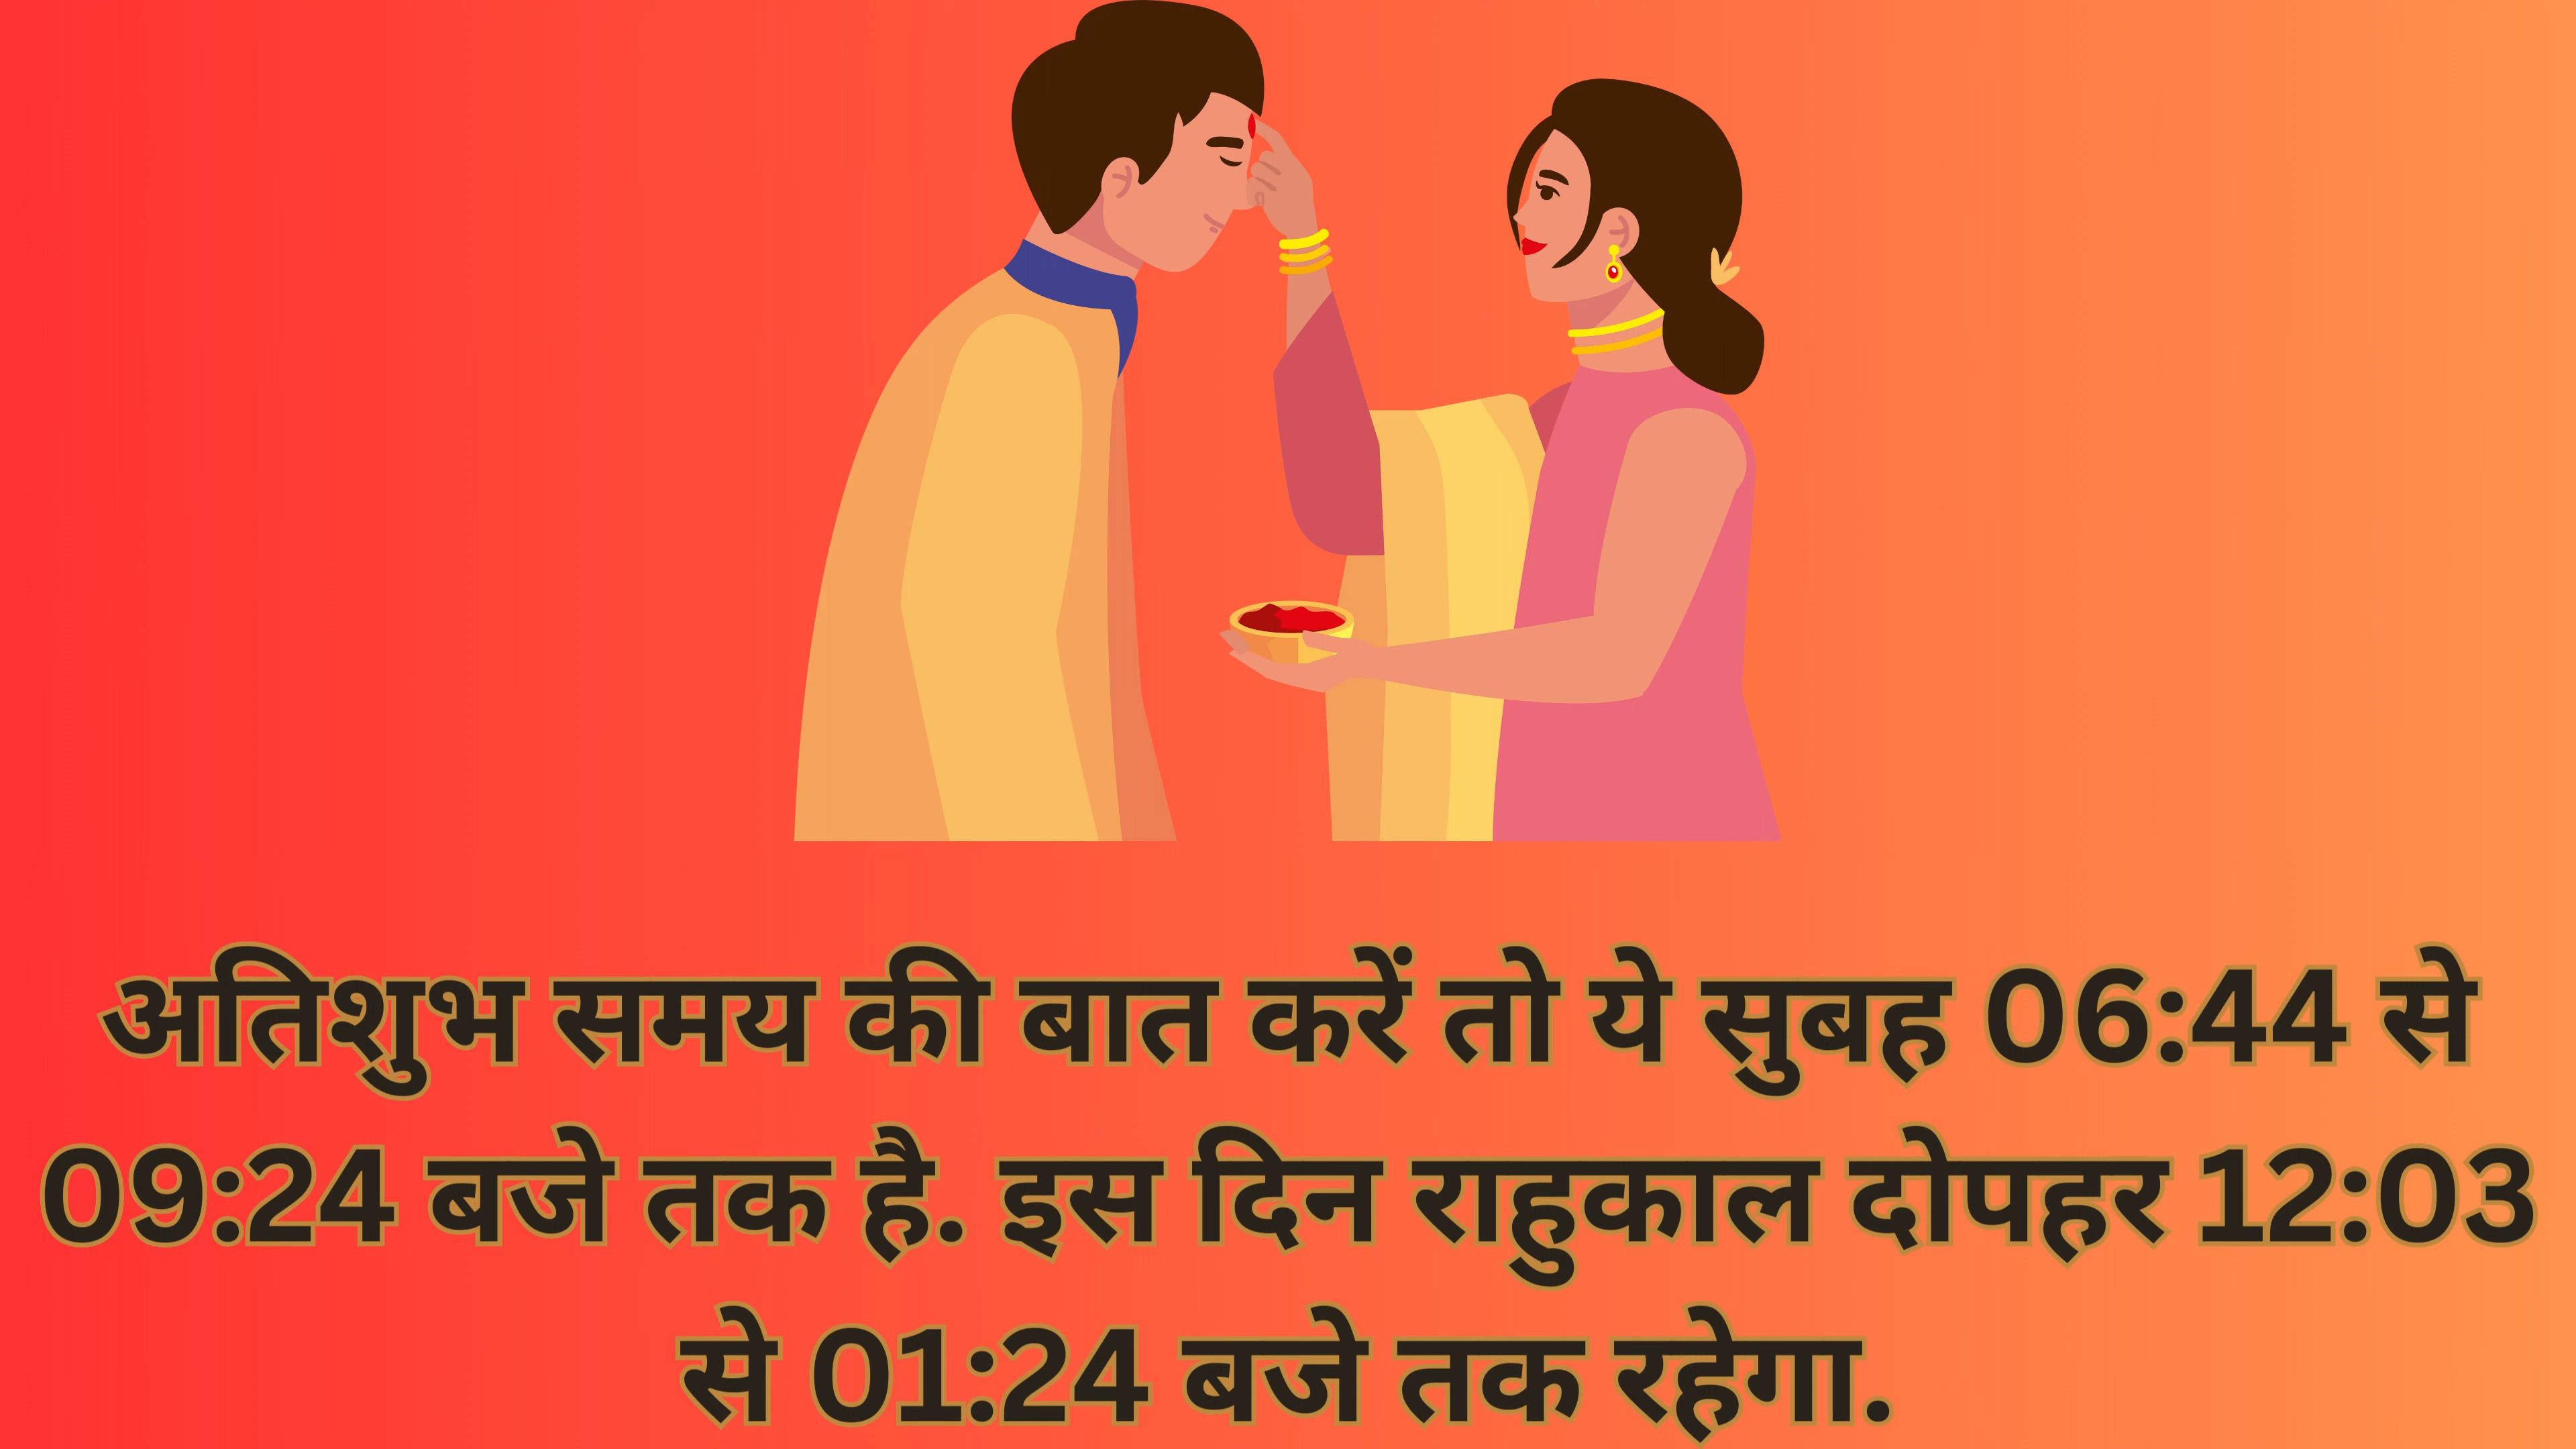 अतिशुभ समय की बात करें तो ये सुबह 06:44 से
09:24 बजे तक है. इस दिन राहुकाल दोपहर 12:03
से 01:24 बजे तक रहेगा.